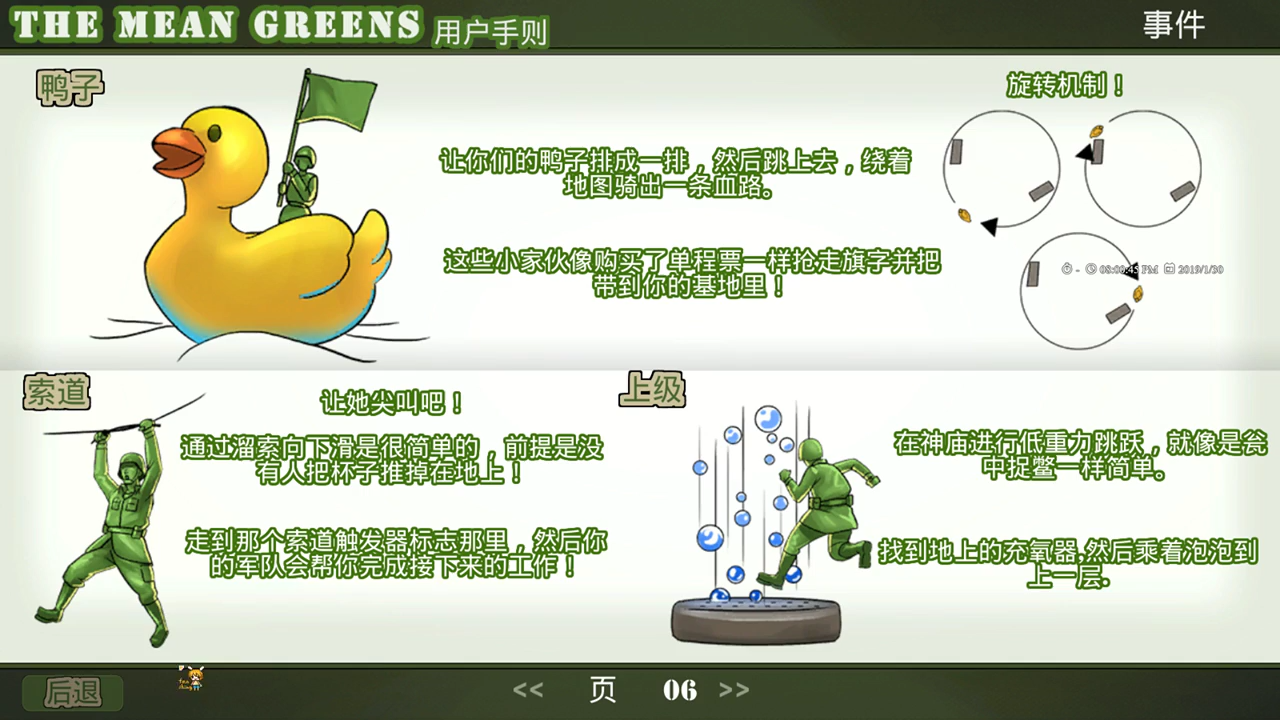 THE MEAN GREENS 用户手则
事件
鸭子
旋转机制！
让你们的鸭子排成一排，然后跳上去，绕着
地图骑出一条血路。
这些小家伙像购买了单程票一样抢走旗字并把
带到你的基地里！
- 08:08:45 PM 2019/1/30
索道
让她尖叫吧！
通过溜索向下滑是很简单的，前提是没
有人把杯子推掉在地上！
走到那个索道触发器标志那里，然后你
的军队会帮你完成接下来的工作！
上级
在神庙进行低重力跳跃，就像是瓮
中捉鳖一样简单。
找到地上的充氧器,然后乘着泡泡到
上一层.
后退
<< 页 06 >>